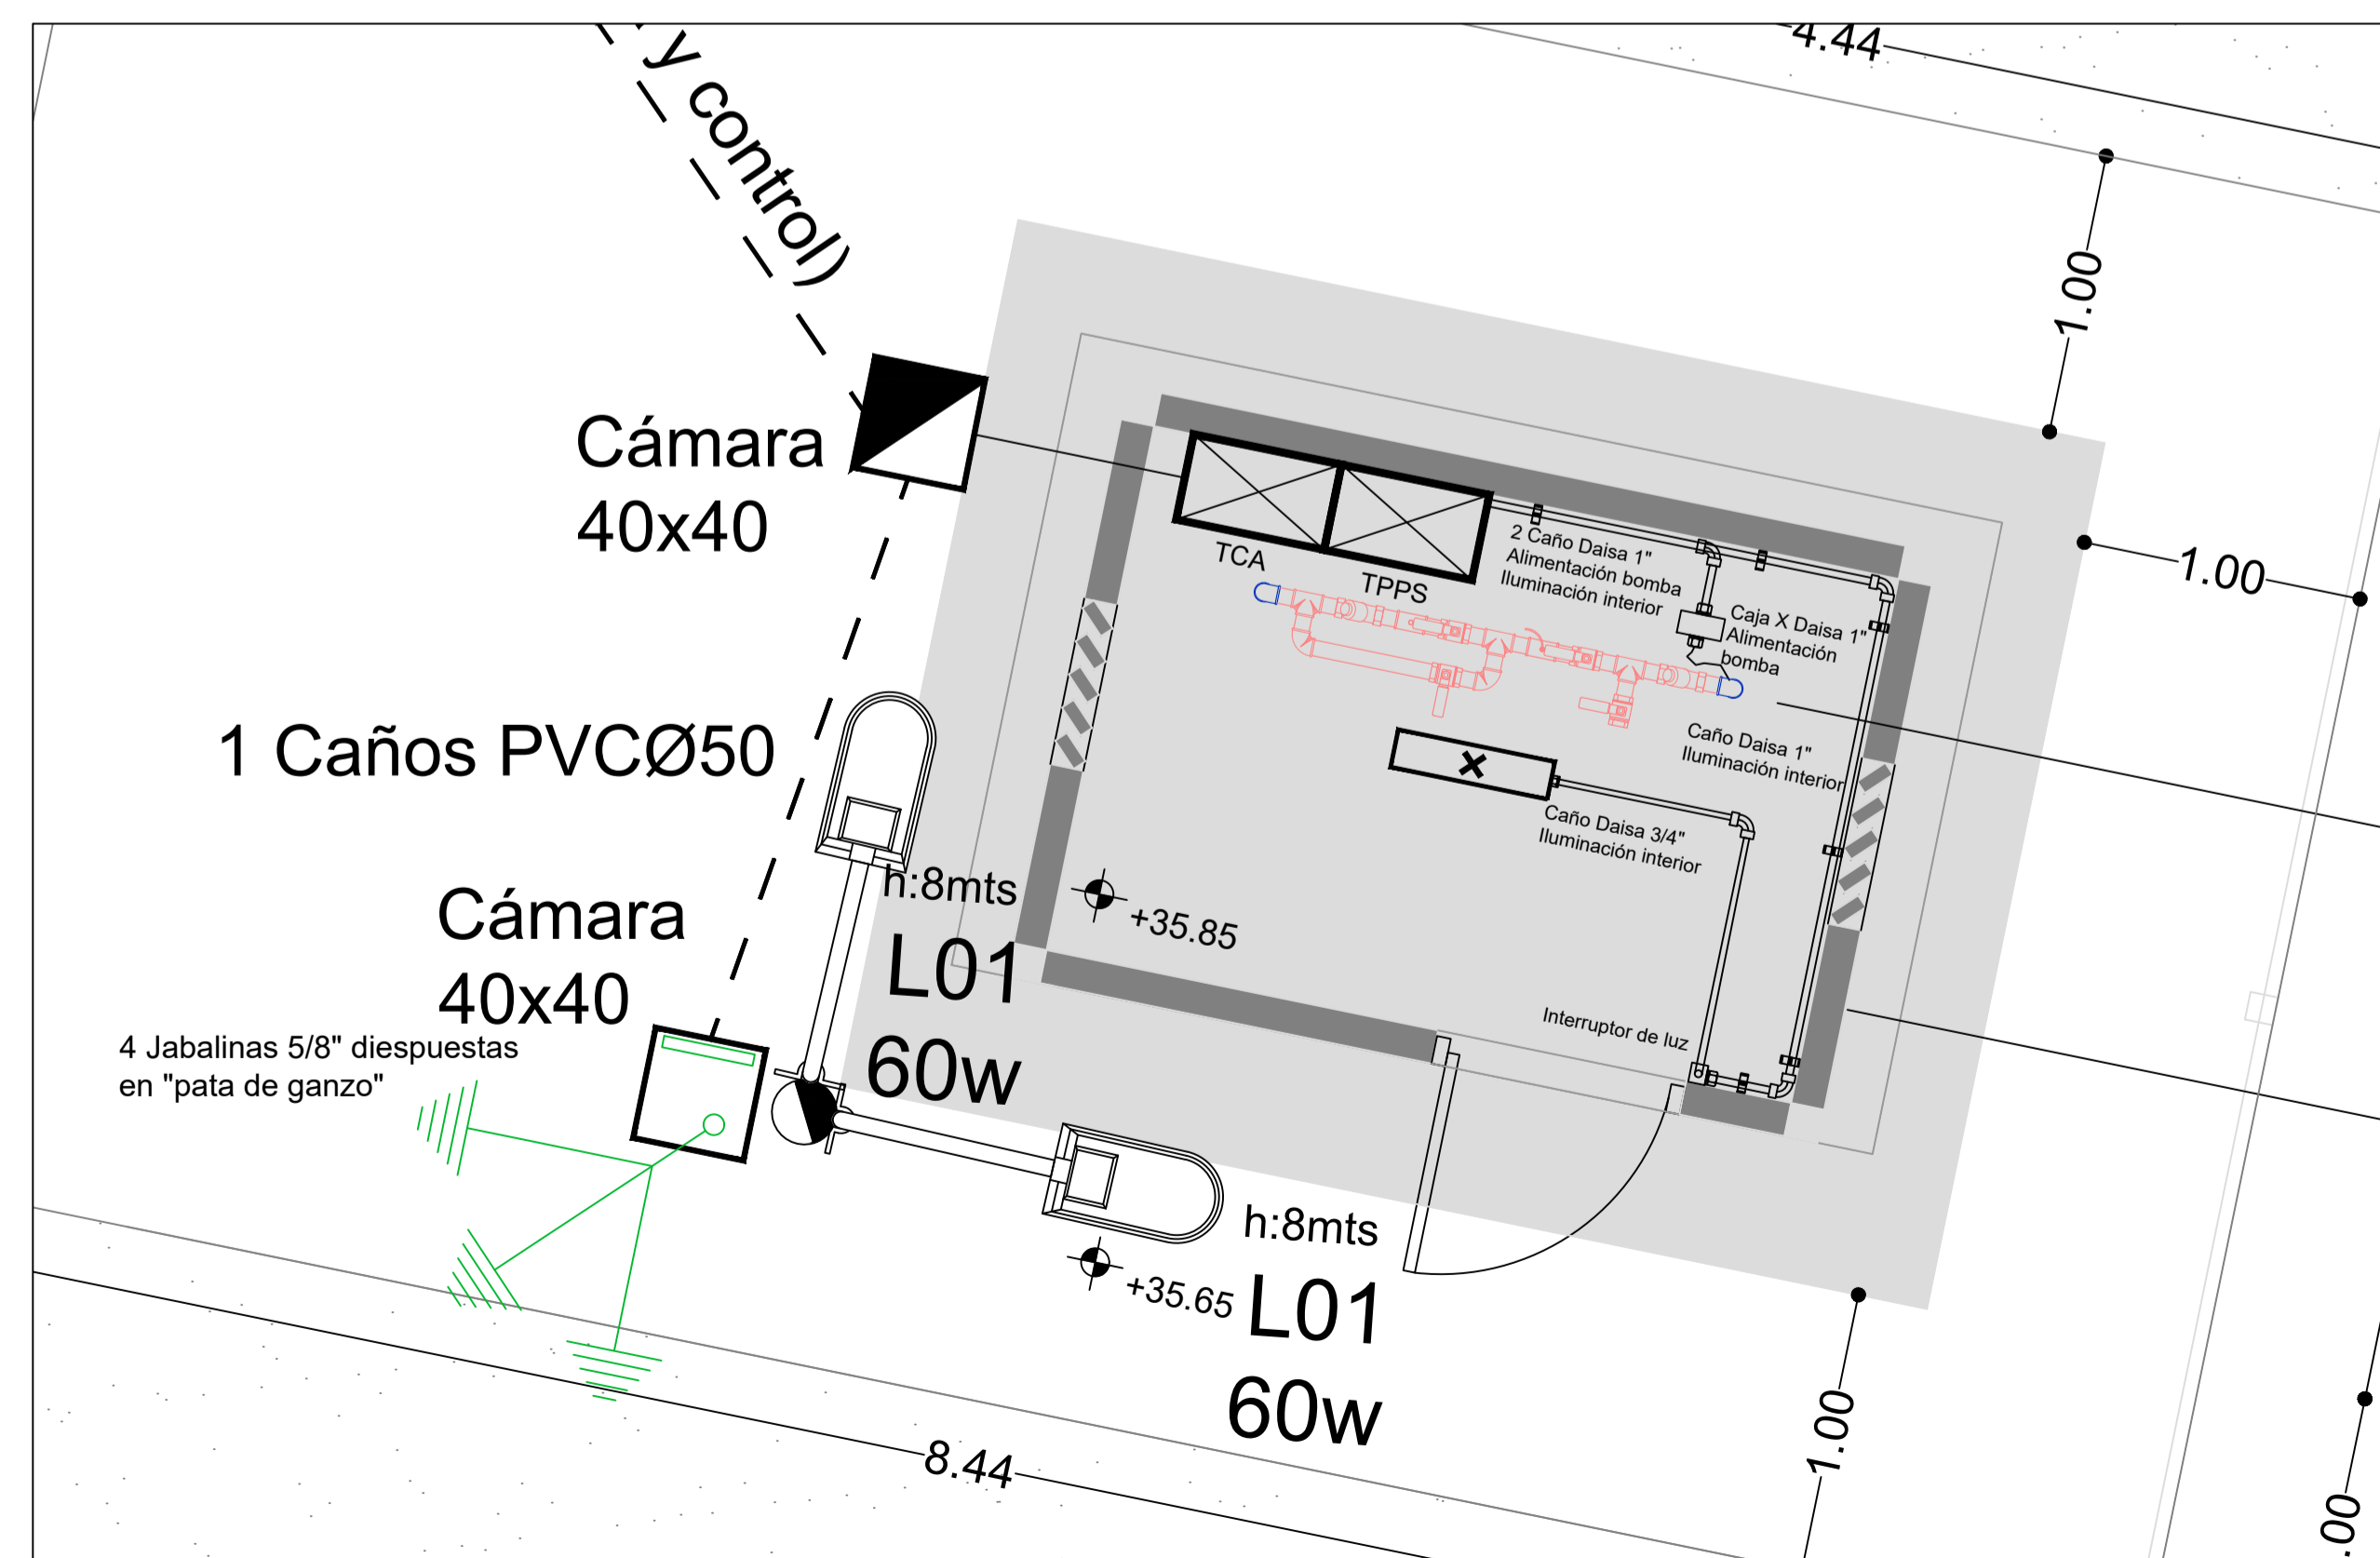 4.44
y control)
1.00
Cámara
40x40
1.00
TCA
TPPS
2 Caño Daisa 1"
Alimentación bomba
Iluminación interior
Caja X Daisa 1"
Alimentación
bomba
1 Caños PVCØ50
Caño Daisa 1"
Iluminación interior
Caño Daisa 3/4"
Iluminación interior
h:8mts
L01
60w
+35.85
Cámara
40x40
Interruptor de luz
4 Jabalinas 5/8" diespuestas
en "pata de ganzo"
h:8mts
L01
60w
+35.65
8.44
1.00
.00